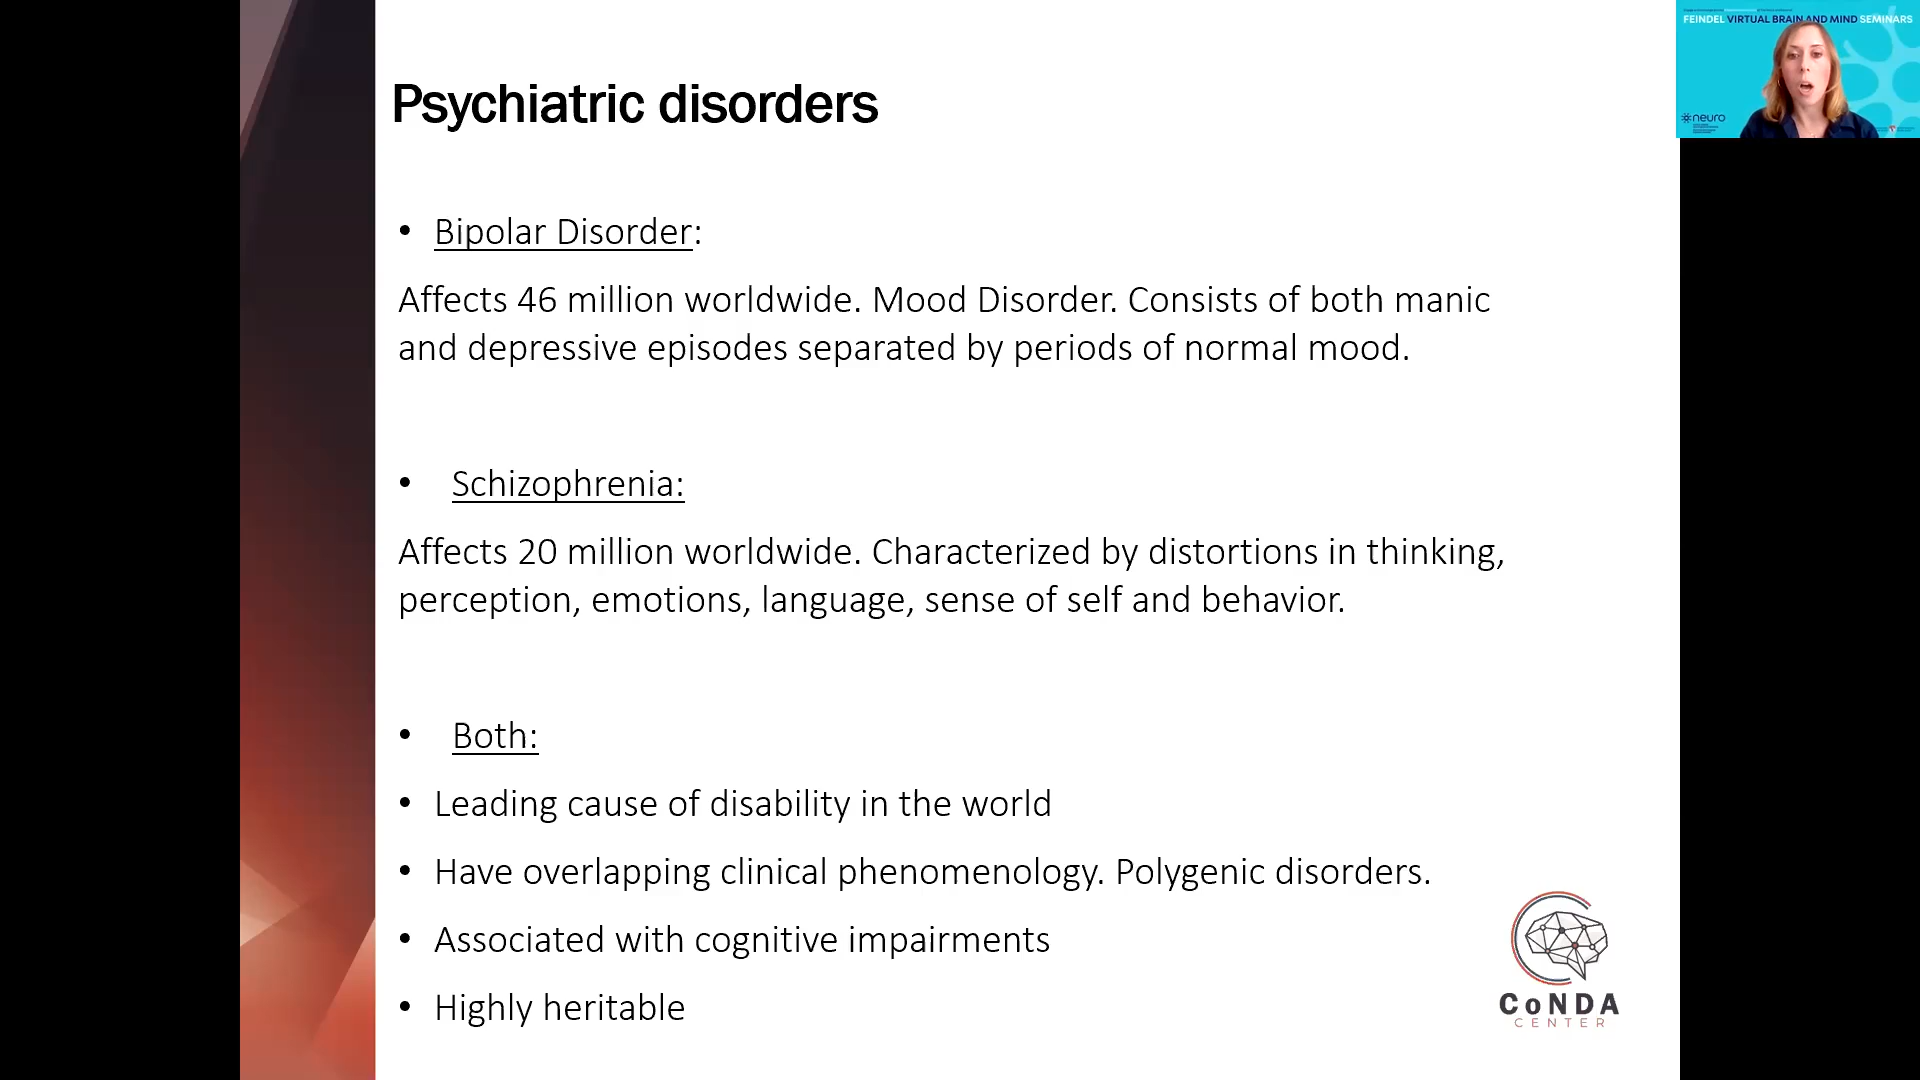 Psychiatric disorders
• Bipolar Disorder:
Affects 46 million worldwide. Mood Disorder. Consists of both manic
and depressive episodes separated by periods of normal mood.
• Schizophrenia:
Affects 20 million worldwide. Characterized by distortions in thinking,
perception, emotions, language, sense of self and behavior.
• Both:
• Leading cause of disability in the world
• Have overlapping clinical phenomenology. Polygenic disorders.
• Associated with cognitive impairments
• Highly heritable
CoNDA
CENTER
FEINDEL VIRTUAL BRAIN AND MIND SEMINARS
neuro